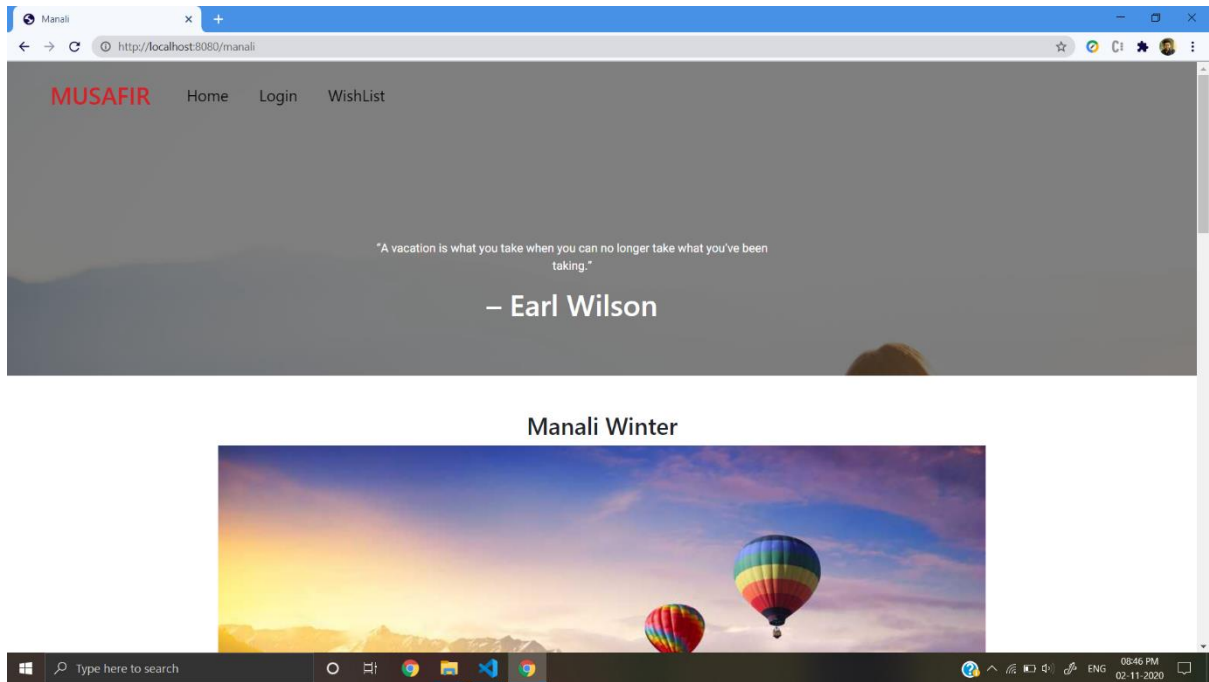 Manali
http://localhost:8080/manali
MUSAFIR Home Login WishList
“A vacation is what you take when you can no longer take what you’ve been
taking.”
– Earl Wilson
Manali Winter
Type here to search
ENG
08:46 PM
02-11-2020